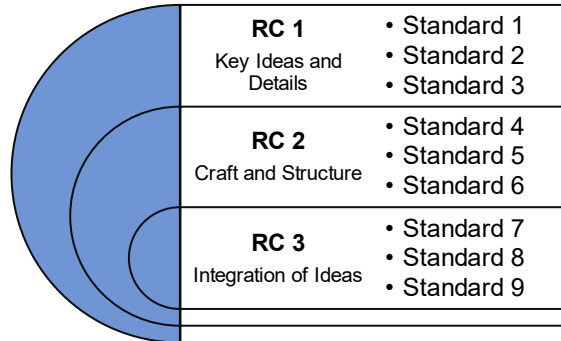 RC 1
Key Ideas and
Details
• Standard 1
• Standard 2
• Standard 3
RC 2
Craft and Structure
• Standard 4
• Standard 5
• Standard 6
RC 3
Integration of Ideas
• Standard 7
• Standard 8
• Standard 9